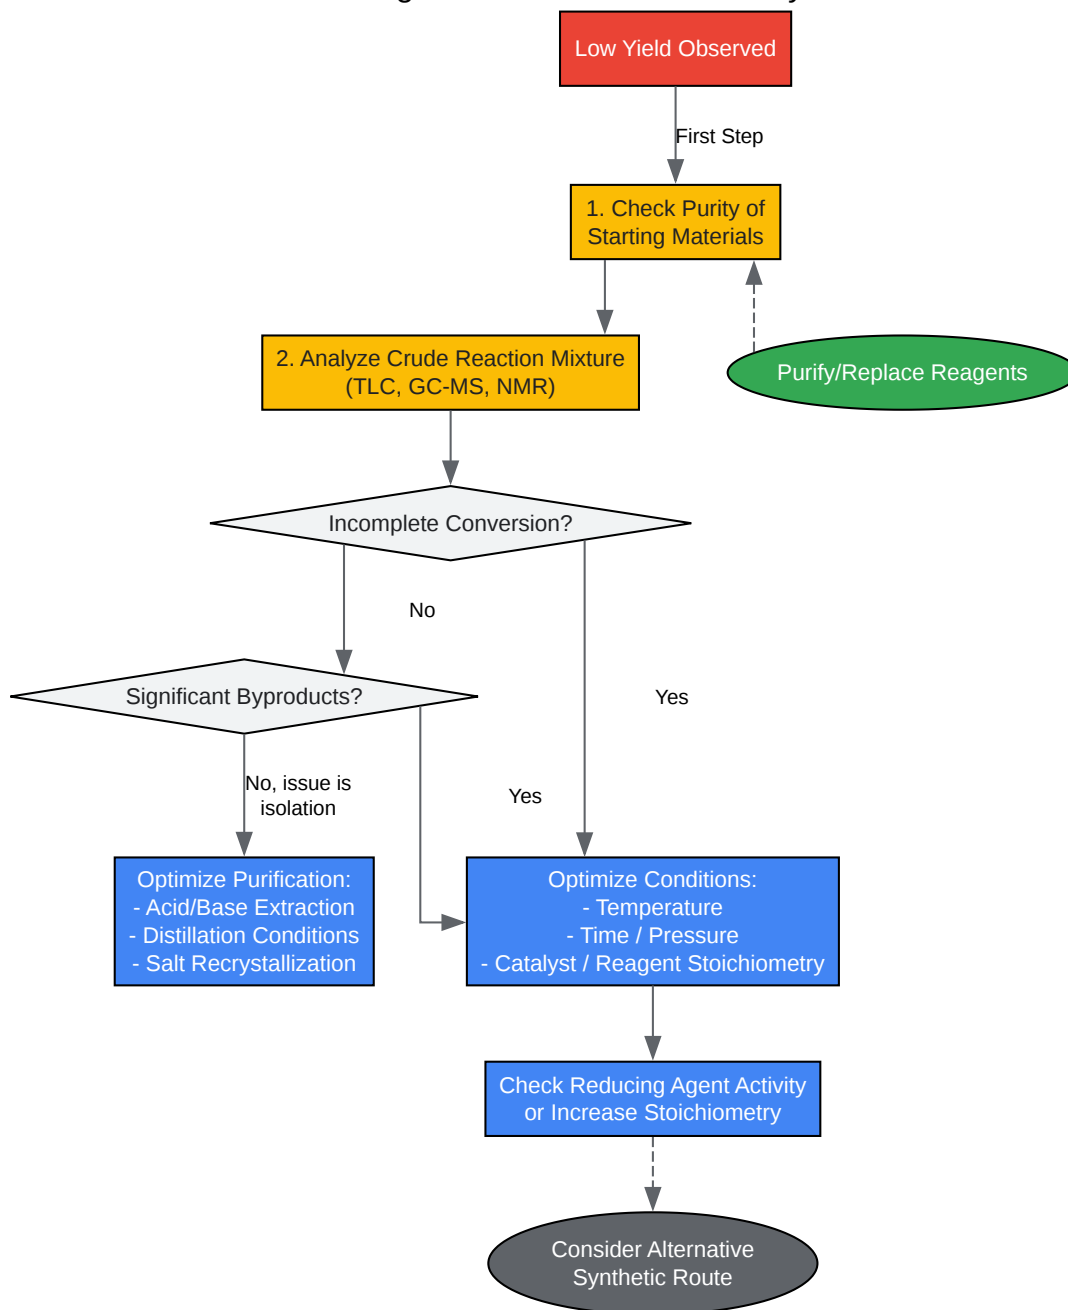 Low Yield Observed
First Step
1. Check Purity of
Starting Materials
2. Analyze Crude Reaction Mixture
(TLC, GC-MS, NMR)
Purify/Replace Reagents
Incomplete Conversion?
No
Yes
Significant Byproducts?
No, issue is
isolation
Yes
Optimize Purification:
- Acid/Base Extraction
- Distillation Conditions
- Salt Recrystallization
Optimize Conditions:
- Temperature
- Time / Pressure
- Catalyst / Reagent Stoichiometry
Check Reducing Agent Activity
or Increase Stoichiometry
Consider Alternative
Synthetic Route